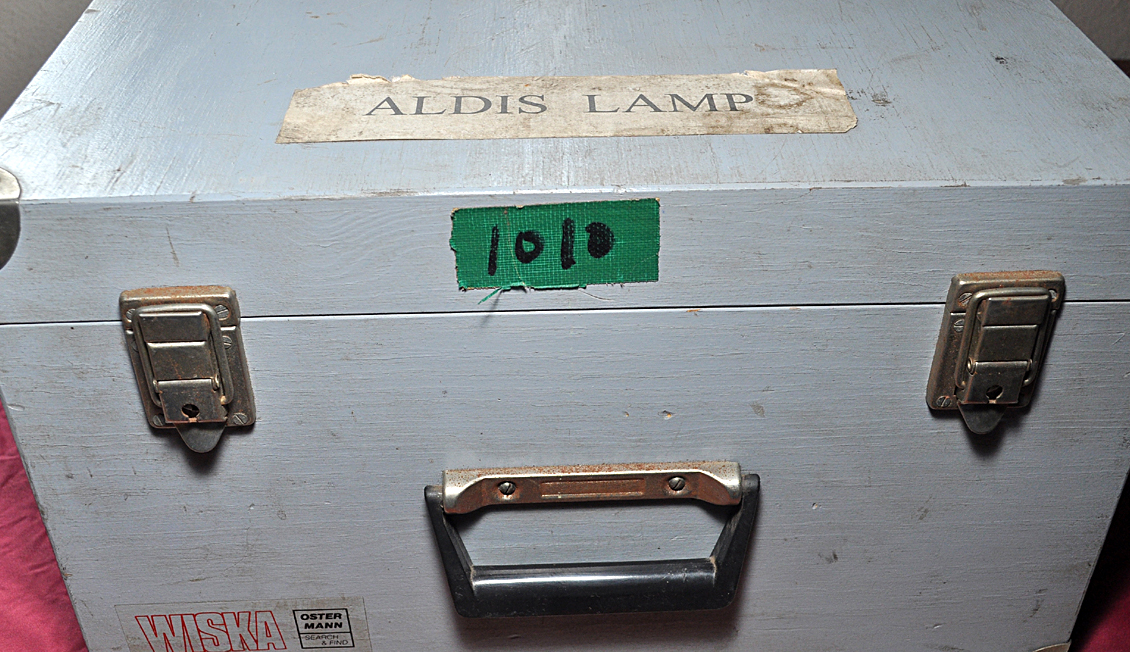 ALDIS LAMP
1010
WISKA
OSTER
MANN
SEARCH
& FIND